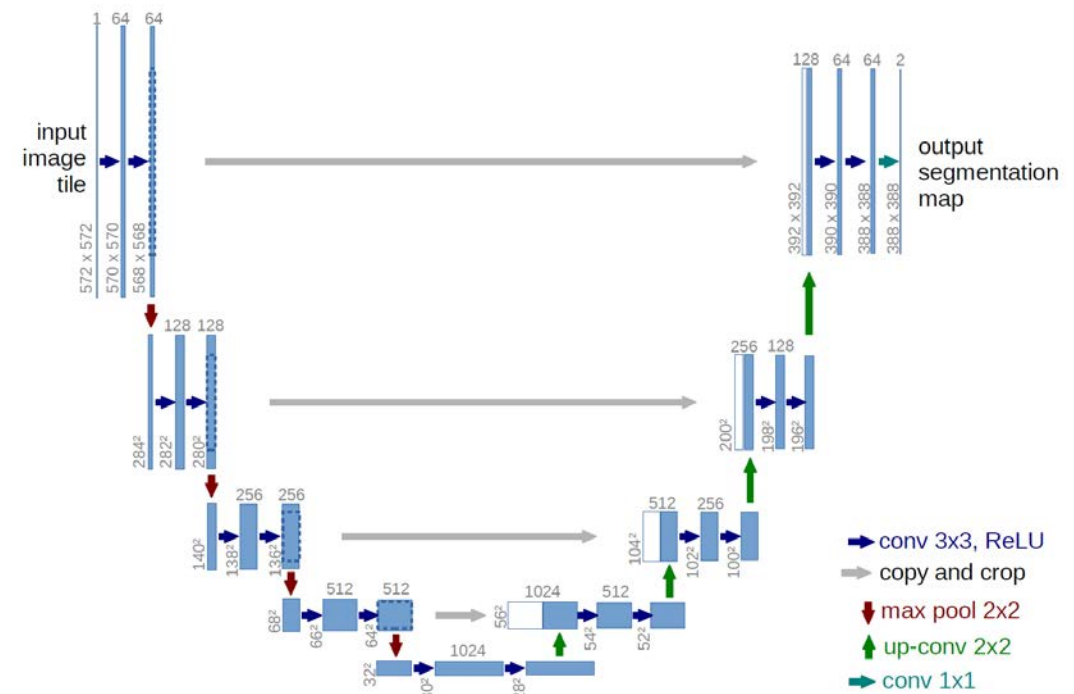 1 64 64
input
image
tile
572 x 572
570 x 570
568 x 568
128 64 64 2
output
segmentation
map
392 x 392
390 x 390
388 x 388
388 x 388
128 128
284²
282²
280²
256 128
200²
198²
196²
256 256
140²
138²
136²
512 256
104²
102²
100²
512 512
68²
66²
64²
1024 512
56²
54²
52²
1024
32²
conv 3x3, ReLU
copy and crop
max pool 2x2
up-conv 2x2
conv 1x1